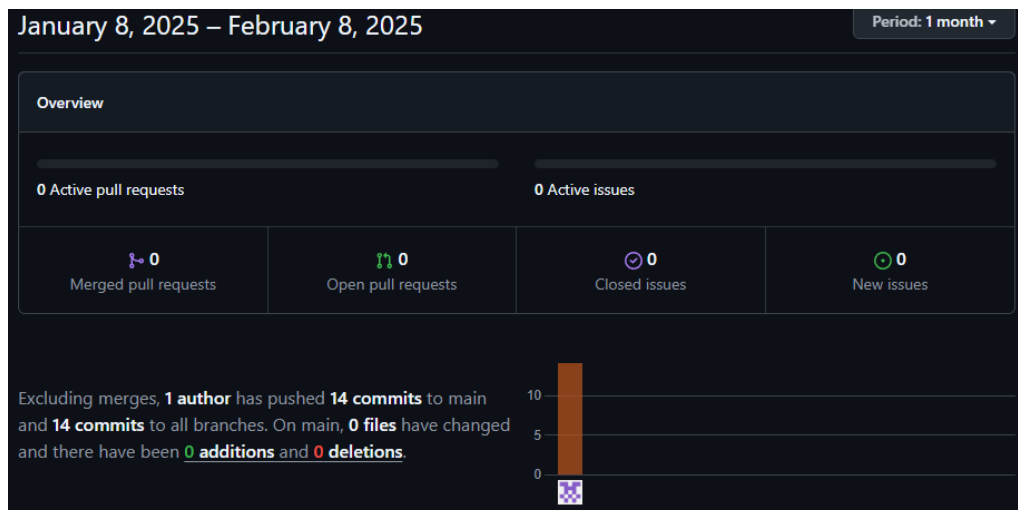 January 8, 2025 – February 8, 2025
Period: 1 month
Overview
0 Active pull requests
0 Active issues
0
Merged pull requests
0
Open pull requests
0
Closed issues
0
New issues
Excluding merges, 1 author has pushed 14 commits to main
and 14 commits to all branches. On main, 0 files have changed
and there have been 0 additions and 0 deletions.
10
5
0